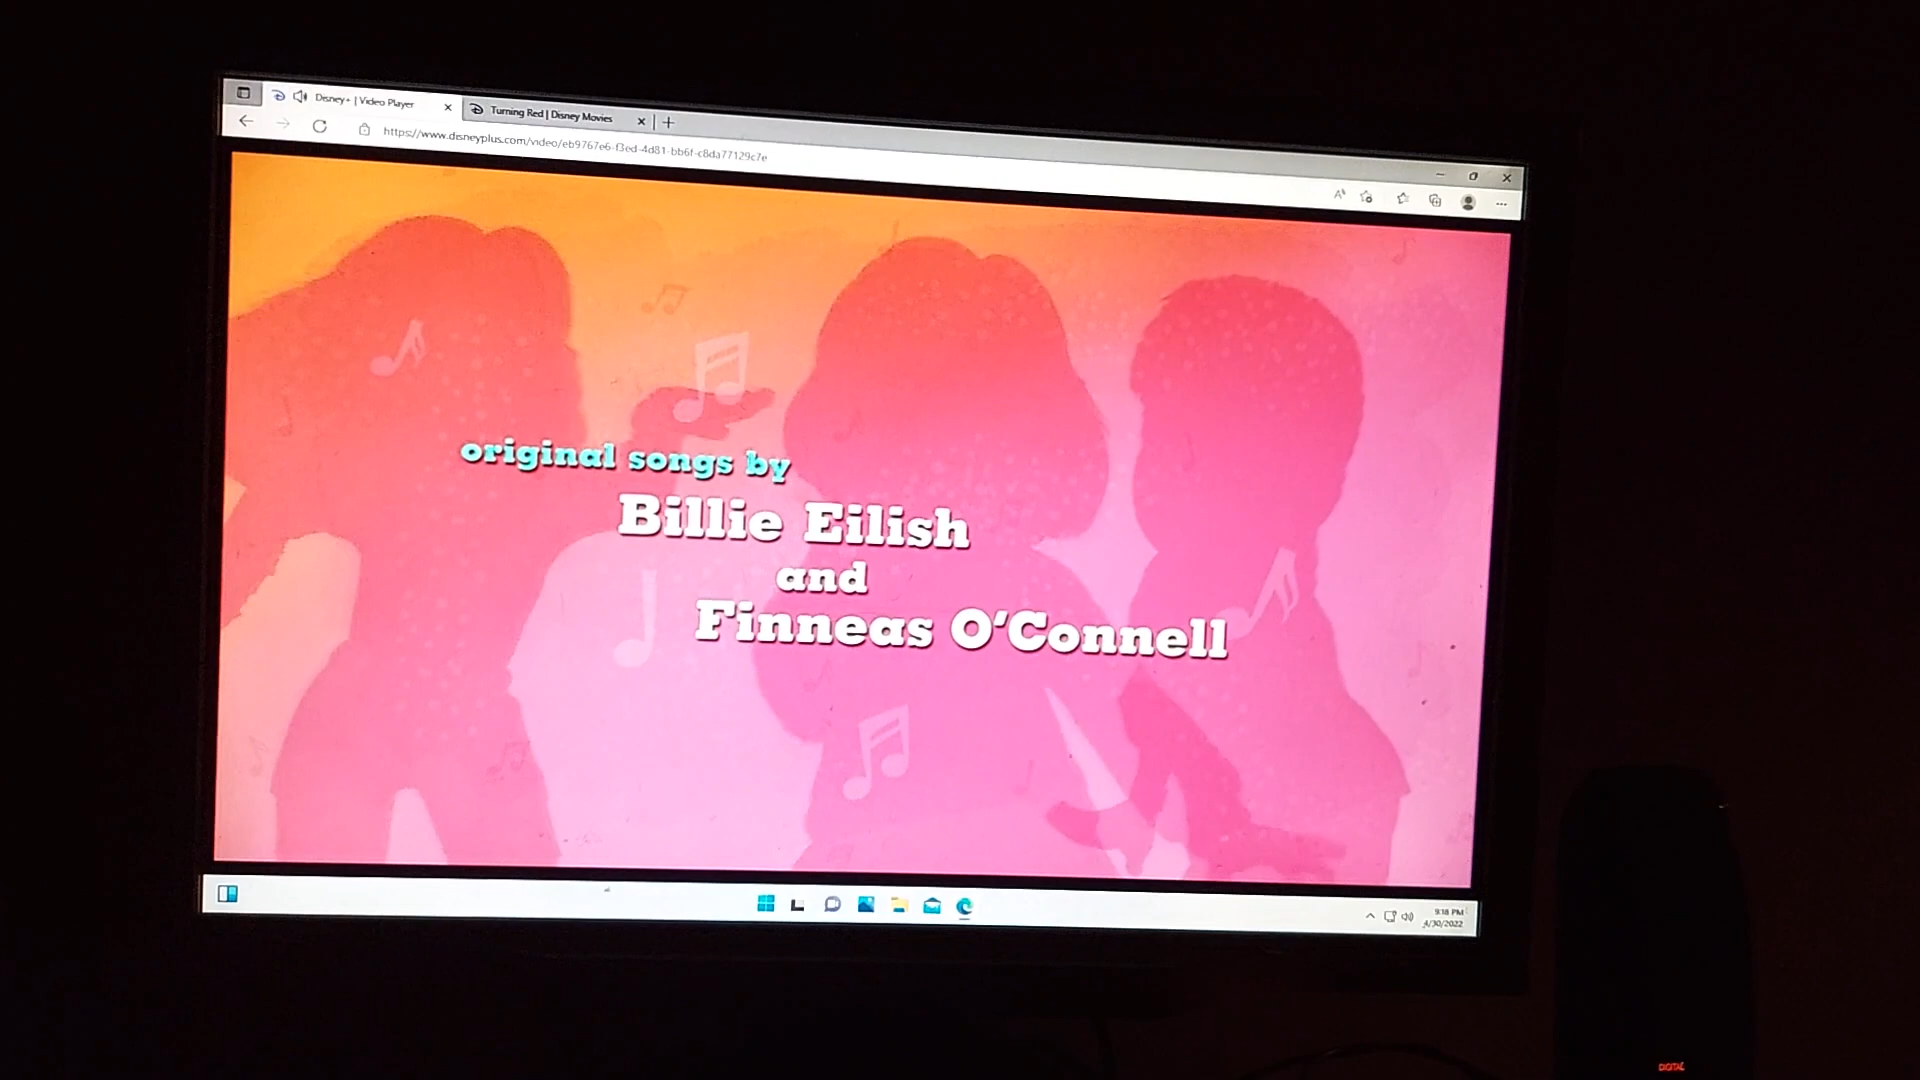 Disney+ | Video Player
Turning Red | Disney Movies
https://www.disneyplus.com/video/eb9767e6-f3ed-4d81-bb6f-c8da77129c7e
original songs by
Billie Eilish
and
Finneas O'Connell
9:18 PM
4/30/2022
DIGITAL